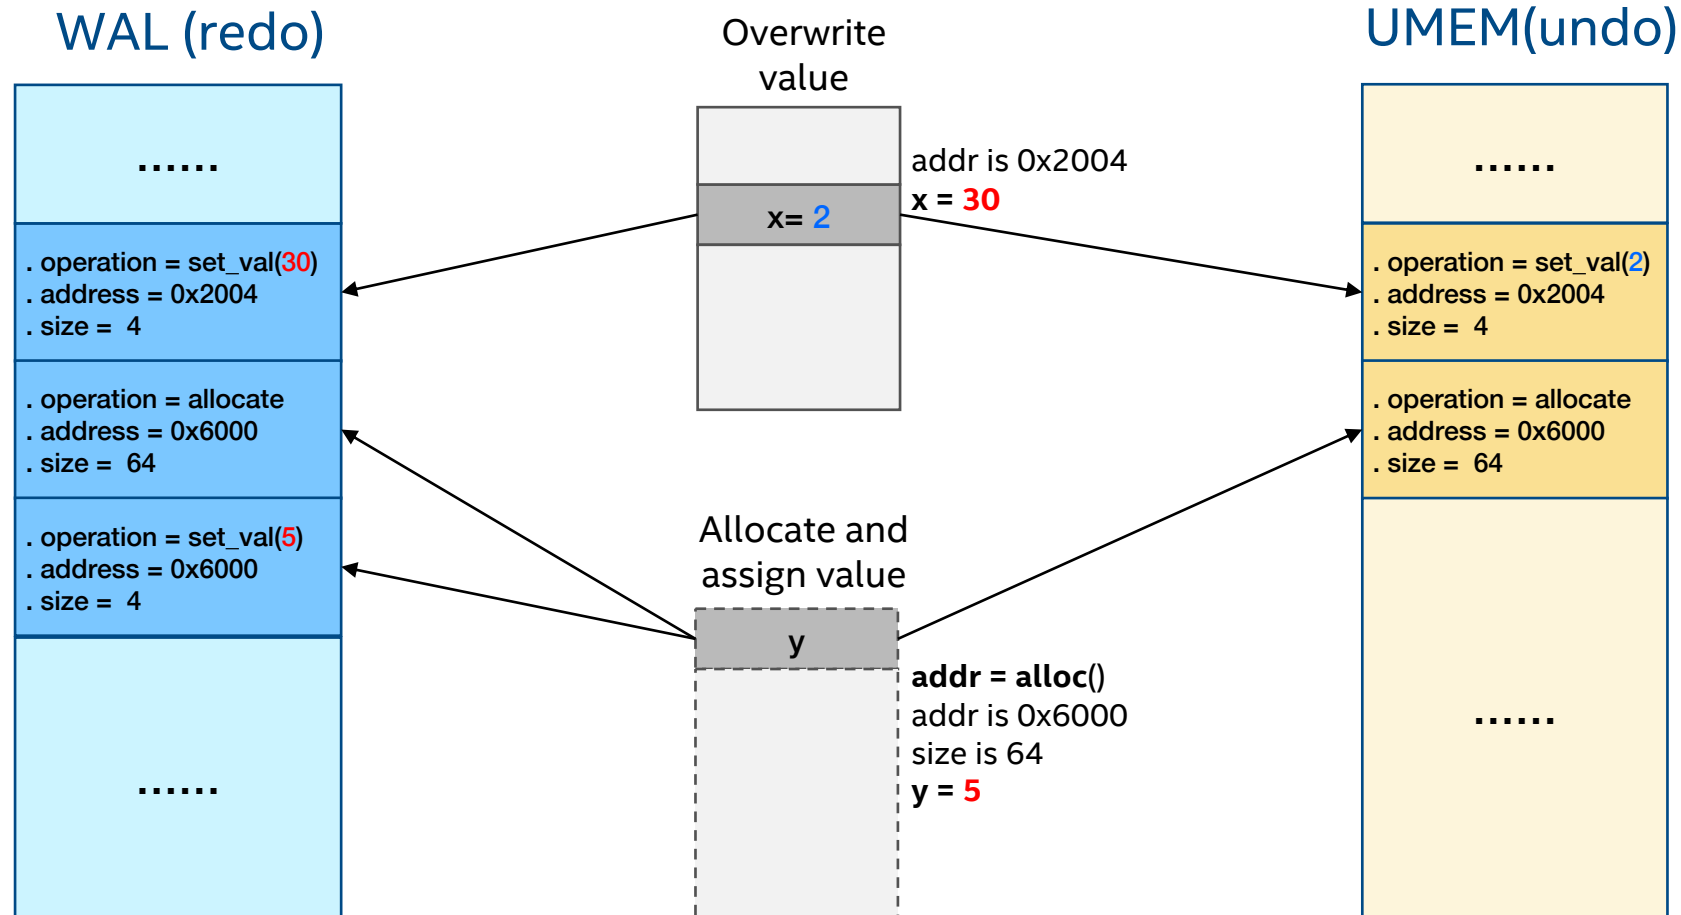 WAL (redo)
......
. operation = set_val(30)
. address = 0x2004
. size =  4
. operation = allocate
. address = 0x6000
. size =  64
. operation = set_val(5)
. address = 0x6000
. size =  4
......
Overwrite
value
x= 2
addr is 0x2004
x = 30
Allocate and
assign value
y
addr = alloc()
addr is 0x6000
size is 64
y = 5
UMEM(undo)
......
. operation = set_val(2)
. address = 0x2004
. size =  4
. operation = allocate
. address = 0x6000
. size =  64
......